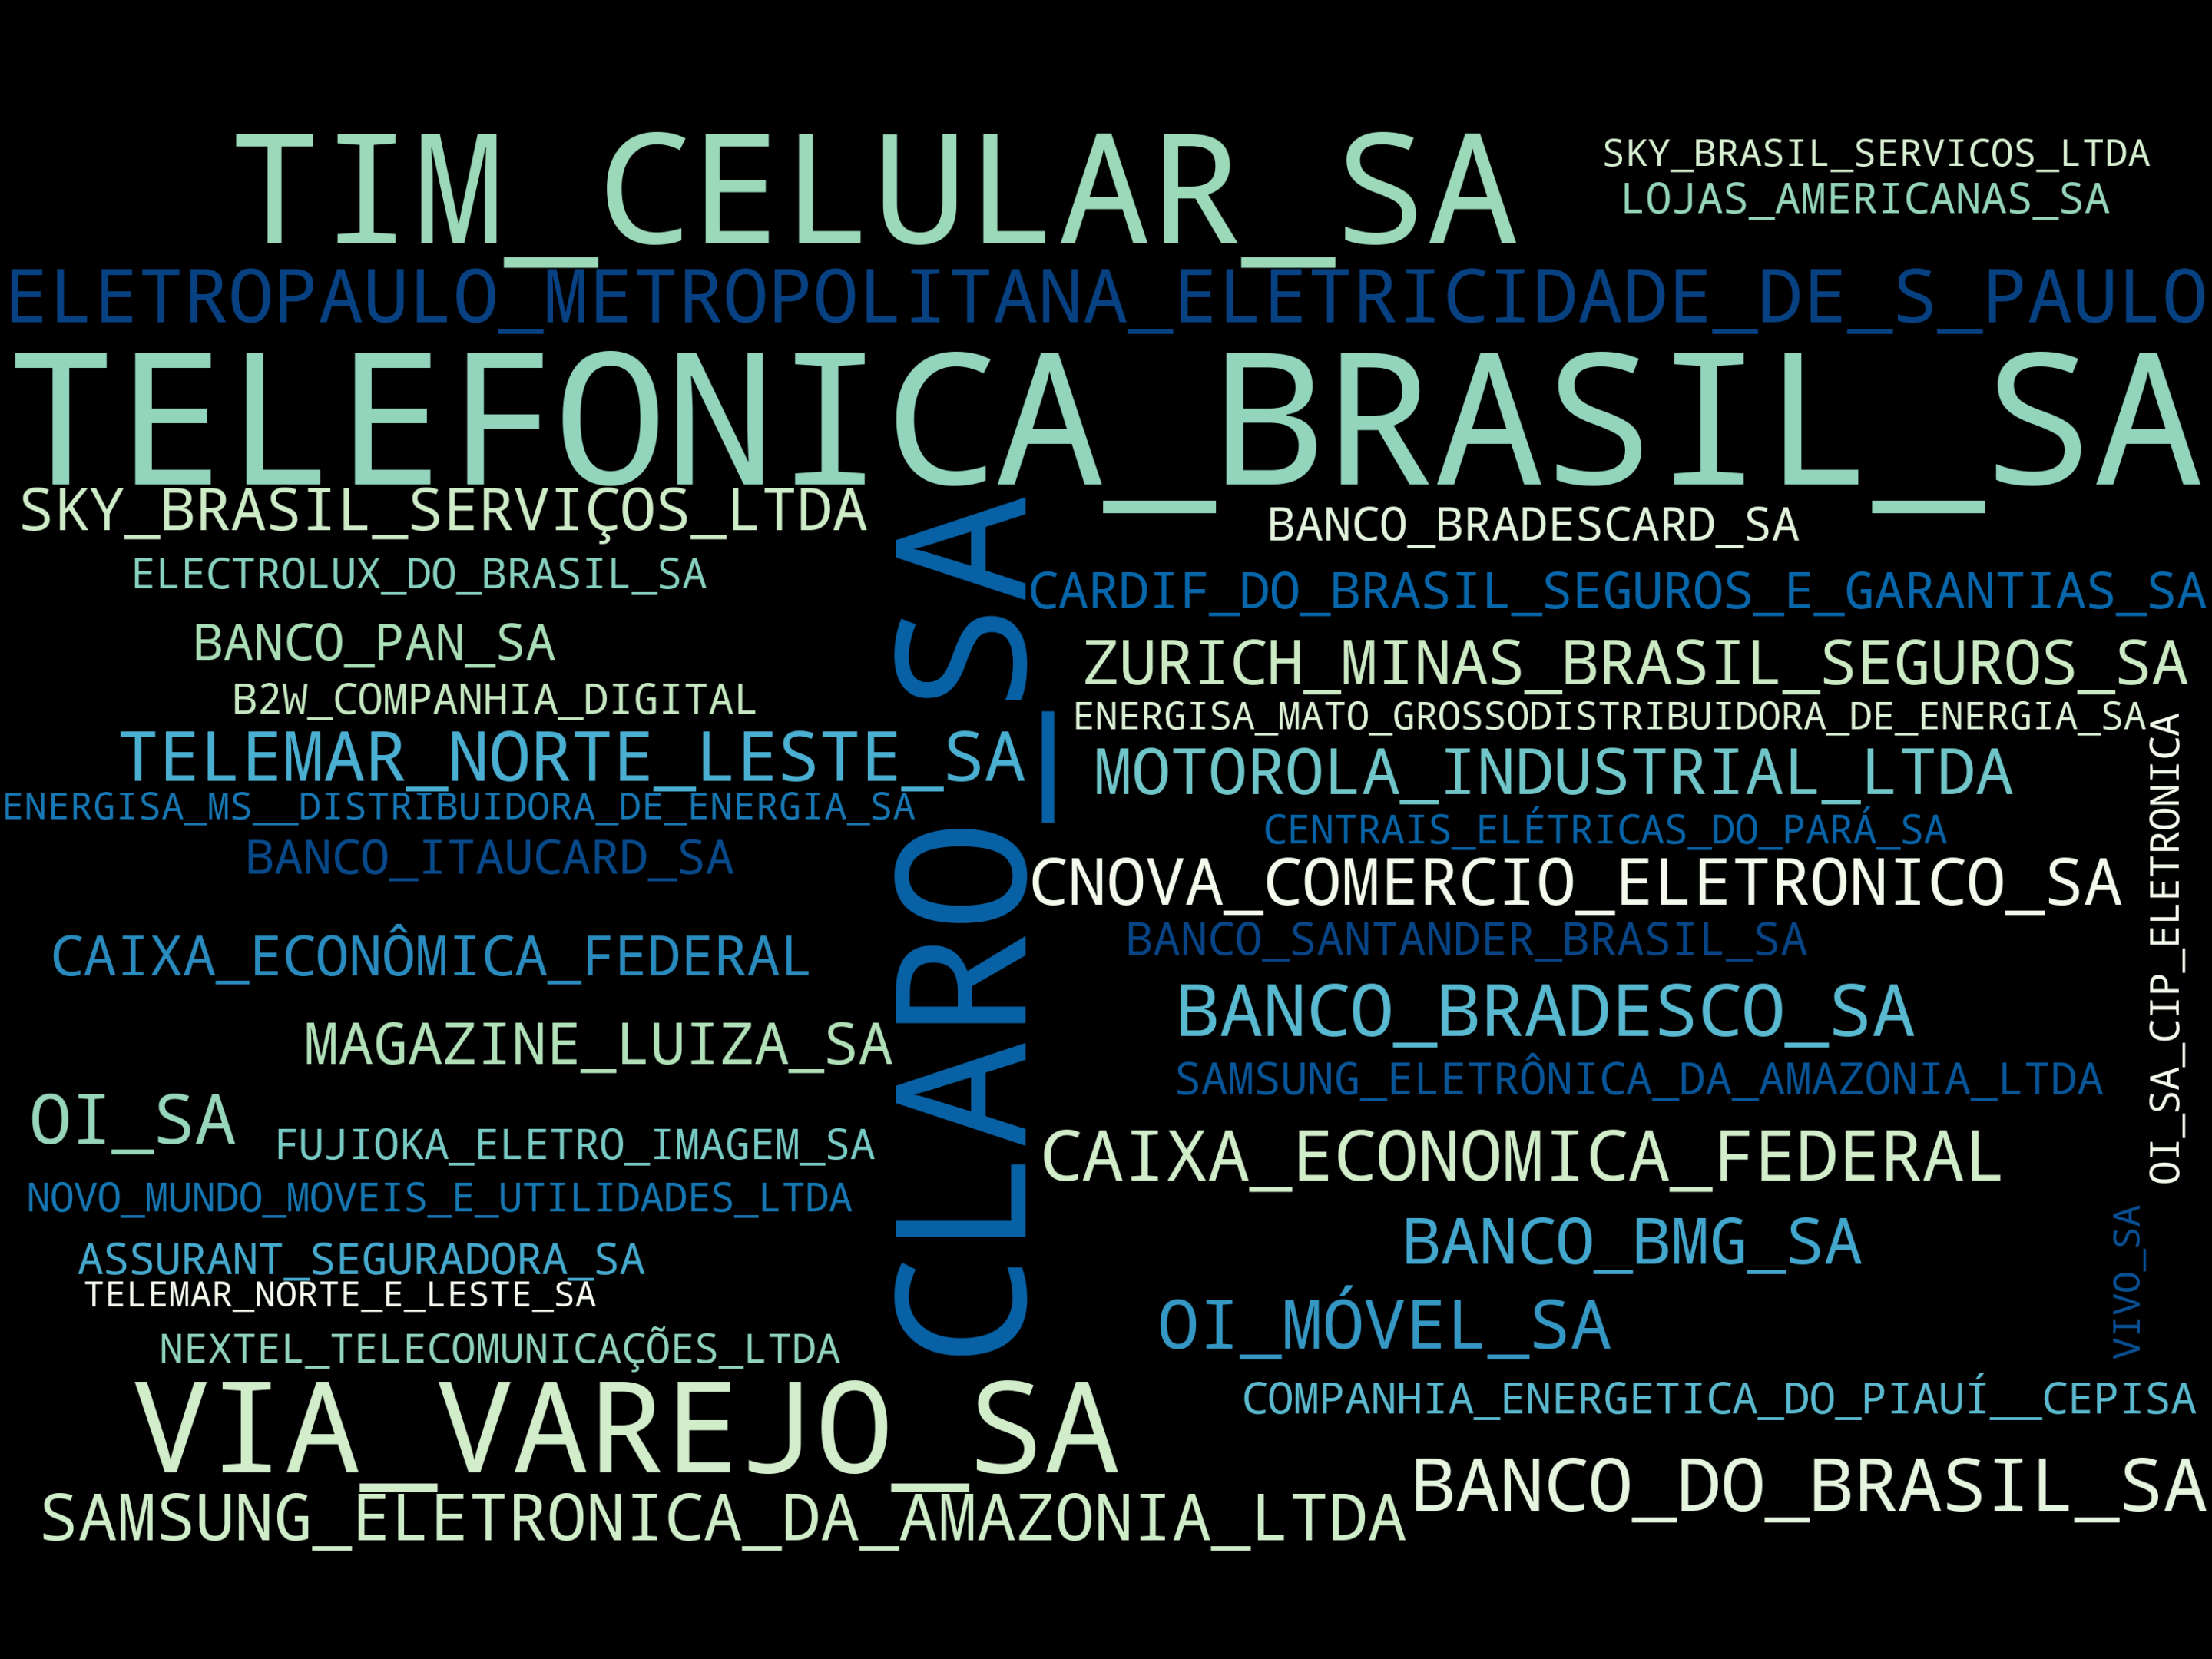 TIM_CELULAR_SA
SKY_BRASIL_SERVICOS_LTDA
LOJAS_AMERICANAS_SA
ELETROPAULO_METROPOLITANA_ELETRICIDADE_DE_S_PAULO
TELEFONICA_BRASIL_SA
SKY_BRASIL_SERVIÇOS_LTDA
BANCO_BRADESCARD_SA
ELECTROLUX_DO_BRASIL_SA
CARDIF_DO_BRASIL_SEGUROS_E_GARANTIAS_SA
BANCO_PAN_SA
ZURICH_MINAS_BRASIL_SEGUROS_SA
B2W_COMPANHIA_DIGITAL
ENERGISA_MATO_GROSSODISTRIBUIDORA_DE_ENERGIA_SA
TELEMAR_NORTE_LESTE_SA
MOTOROLA_INDUSTRIAL_LTDA
ENERGISA_MS__DISTRIBUIDORA_DE_ENERGIA_SA
CENTRAIS_ELÉTRICAS_DO_PARÁ_SA
BANCO_ITAUCARD_SA
CNOVA_COMERCIO_ELETRONICO_SA
CLARO_SA
OI_SA_CIP_ELETRONICA
BANCO_SANTANDER_BRASIL_SA
CAIXA_ECONÔMICA_FEDERAL
BANCO_BRADESCO_SA
MAGAZINE_LUIZA_SA
SAMSUNG_ELETRÔNICA_DA_AMAZONIA_LTDA
OI_SA
FUJIOKA_ELETRO_IMAGEM_SA
CAIXA_ECONOMICA_FEDERAL
NOVO_MUNDO_MOVEIS_E_UTILIDADES_LTDA
BANCO_BMG_SA
VIVO_SA
ASSURANT_SEGURADORA_SA
TELEMAR_NORTE_E_LESTE_SA
OI_MÓVEL_SA
NEXTEL_TELECOMUNICAÇÕES_LTDA
COMPANHIA_ENERGETICA_DO_PIAUÍ__CEPISA
VIA_VAREJO_SA
BANCO_DO_BRASIL_SA
SAMSUNG_ELETRONICA_DA_AMAZONIA_LTDA